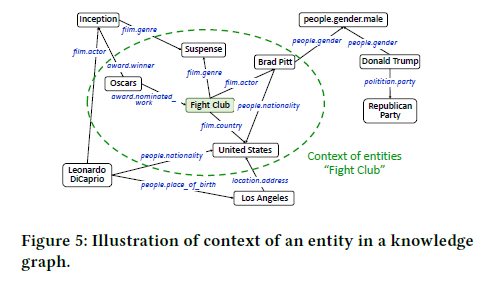 Inception
people.gender.male
film.genre
people.gender
people.gender
film.actor
Suspense
Brad Pitt
Donald Trump
award.winner
film.genre
film.actor
politition.party
Oscars
award.nominated_
work
Fight Club
people.nationality
Republican
Party
film.country
United States
Context of entities
"Fight Club"
people.nationality
Leonardo
DiCaprio
people.place_of_birth
location.address
Los Angeles
Figure 5: Illustration of context of an entity in a knowledge
graph.